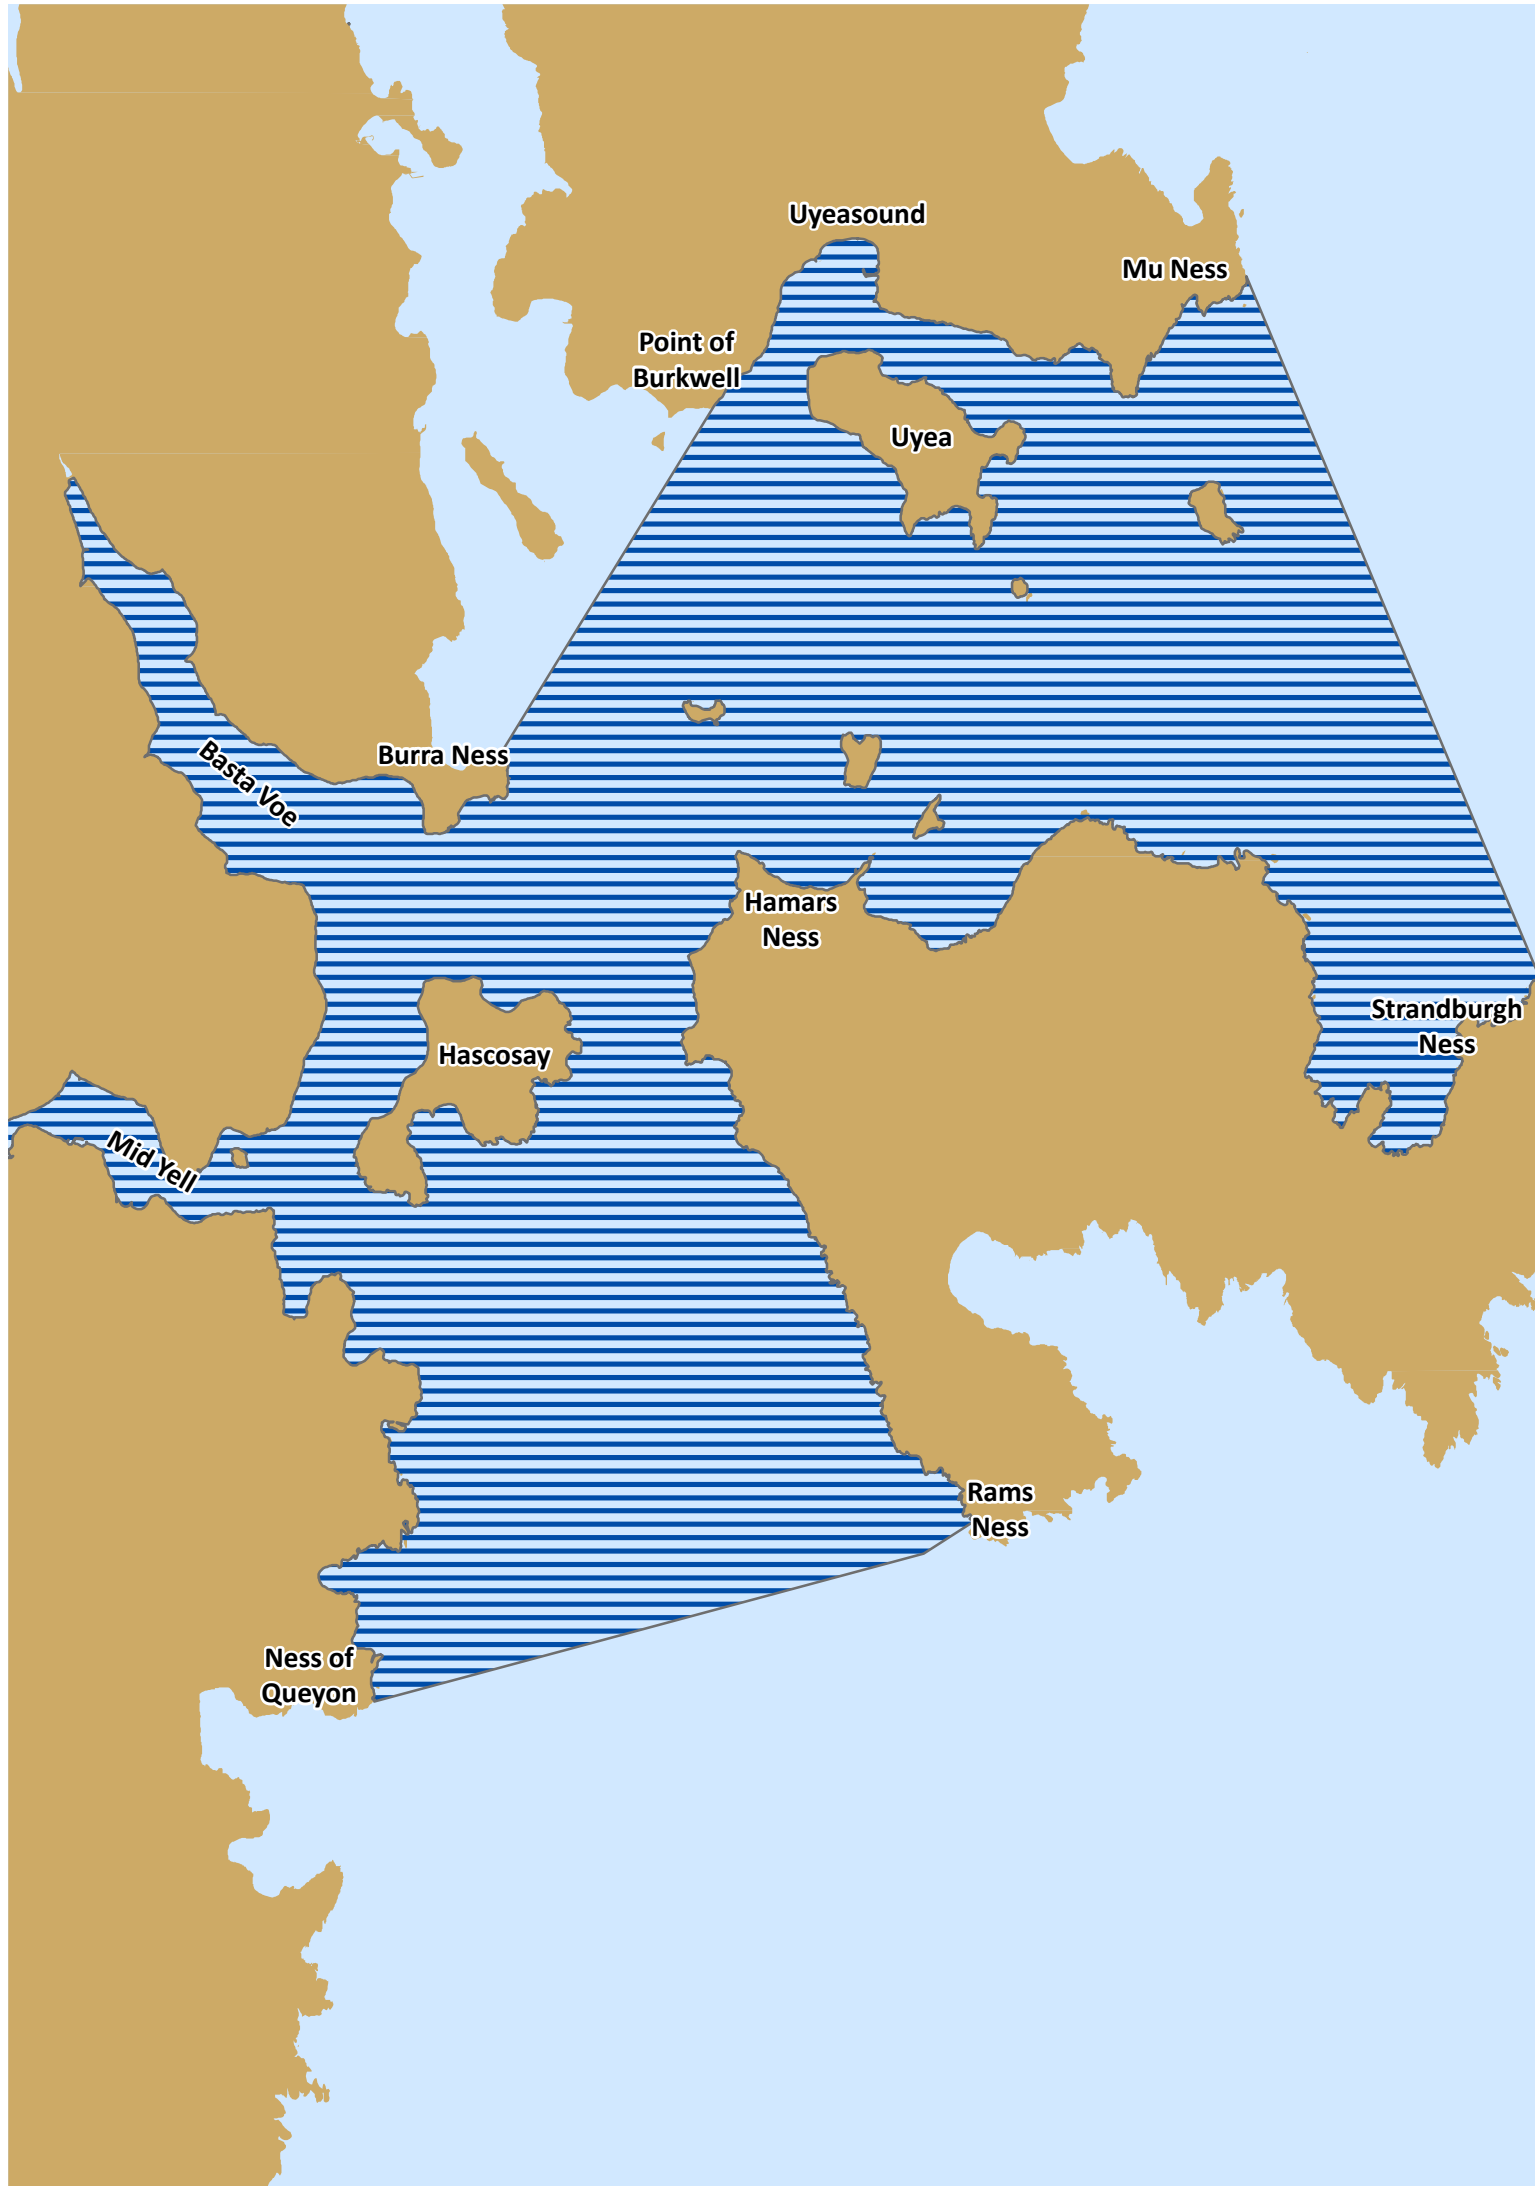 Uyeasound
Mu Ness
Point of
Burkwell
Uyea
Basta Voe
Burra Ness
Hamars
Ness
Strandburgh
Ness
Hascosay
Mid Yell
Rams
Ness
Ness of
Queyon